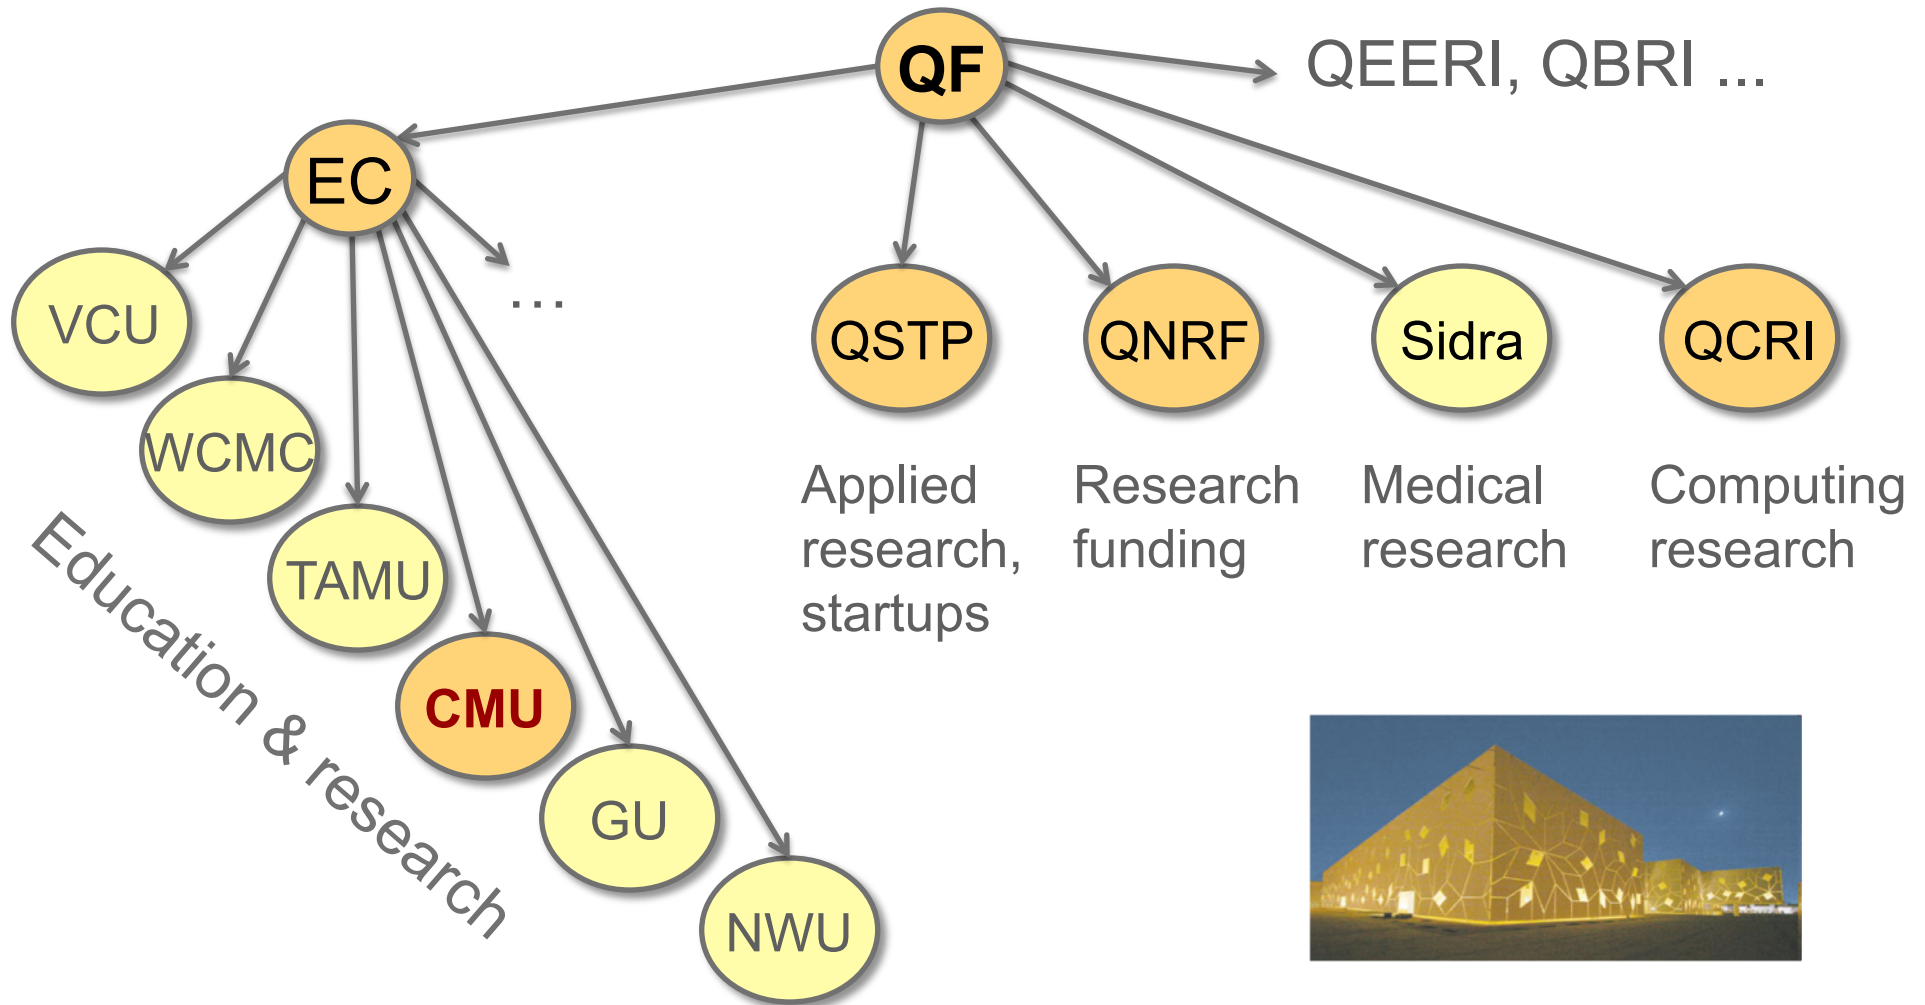 QF
QEERI, QBRI ...
EC
...
VCU
WCMC
TAMU
CMU
GU
NWU
Education & research
QSTP
QNRF
Sidra
QCRI
Applied
research,
startups
Research
funding
Medical
research
Computing
research